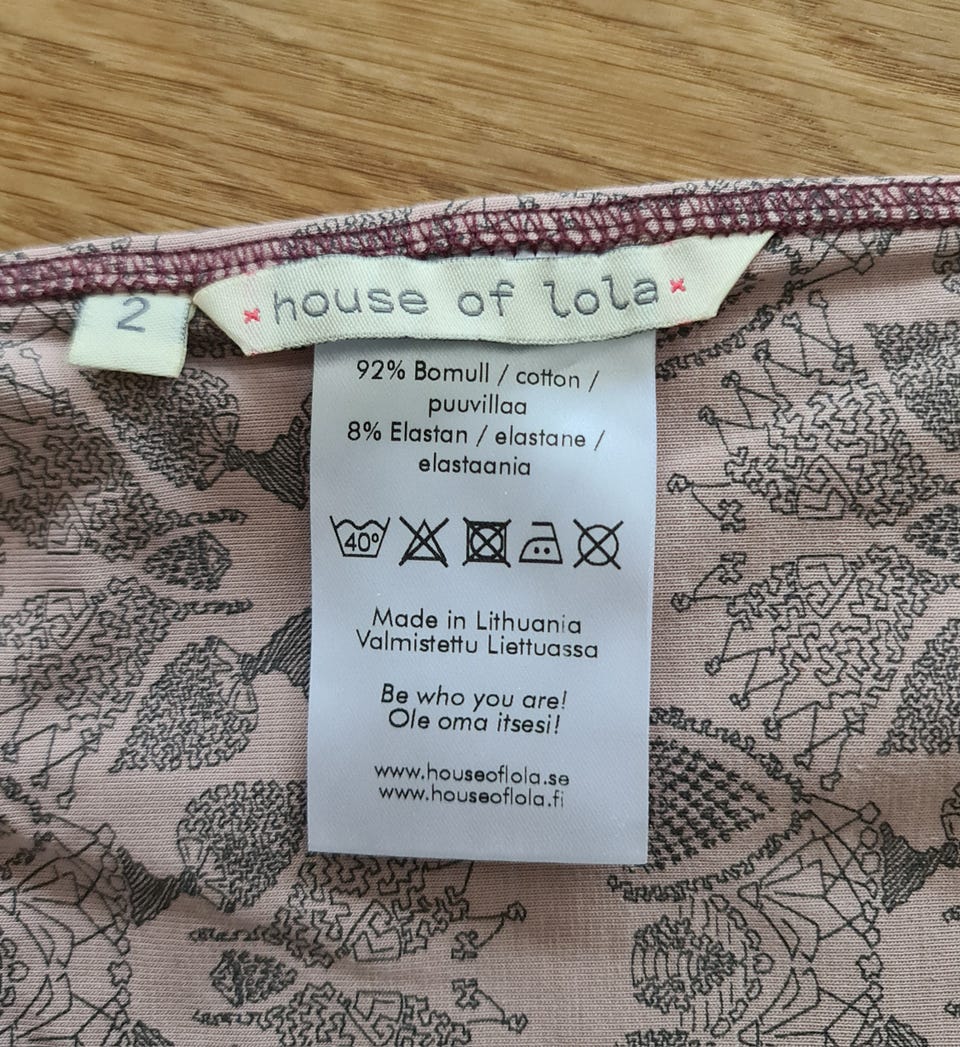 2
house of lola
92% Bomull / cotton /
puuvillaa
8% Elastan / elastane /
elastaania
40°
Made in Lithuania
Valmistettu Liettuassa
Be who you are!
Ole oma itsesi!
www.houseoflola.se
www.houseoflola.fi